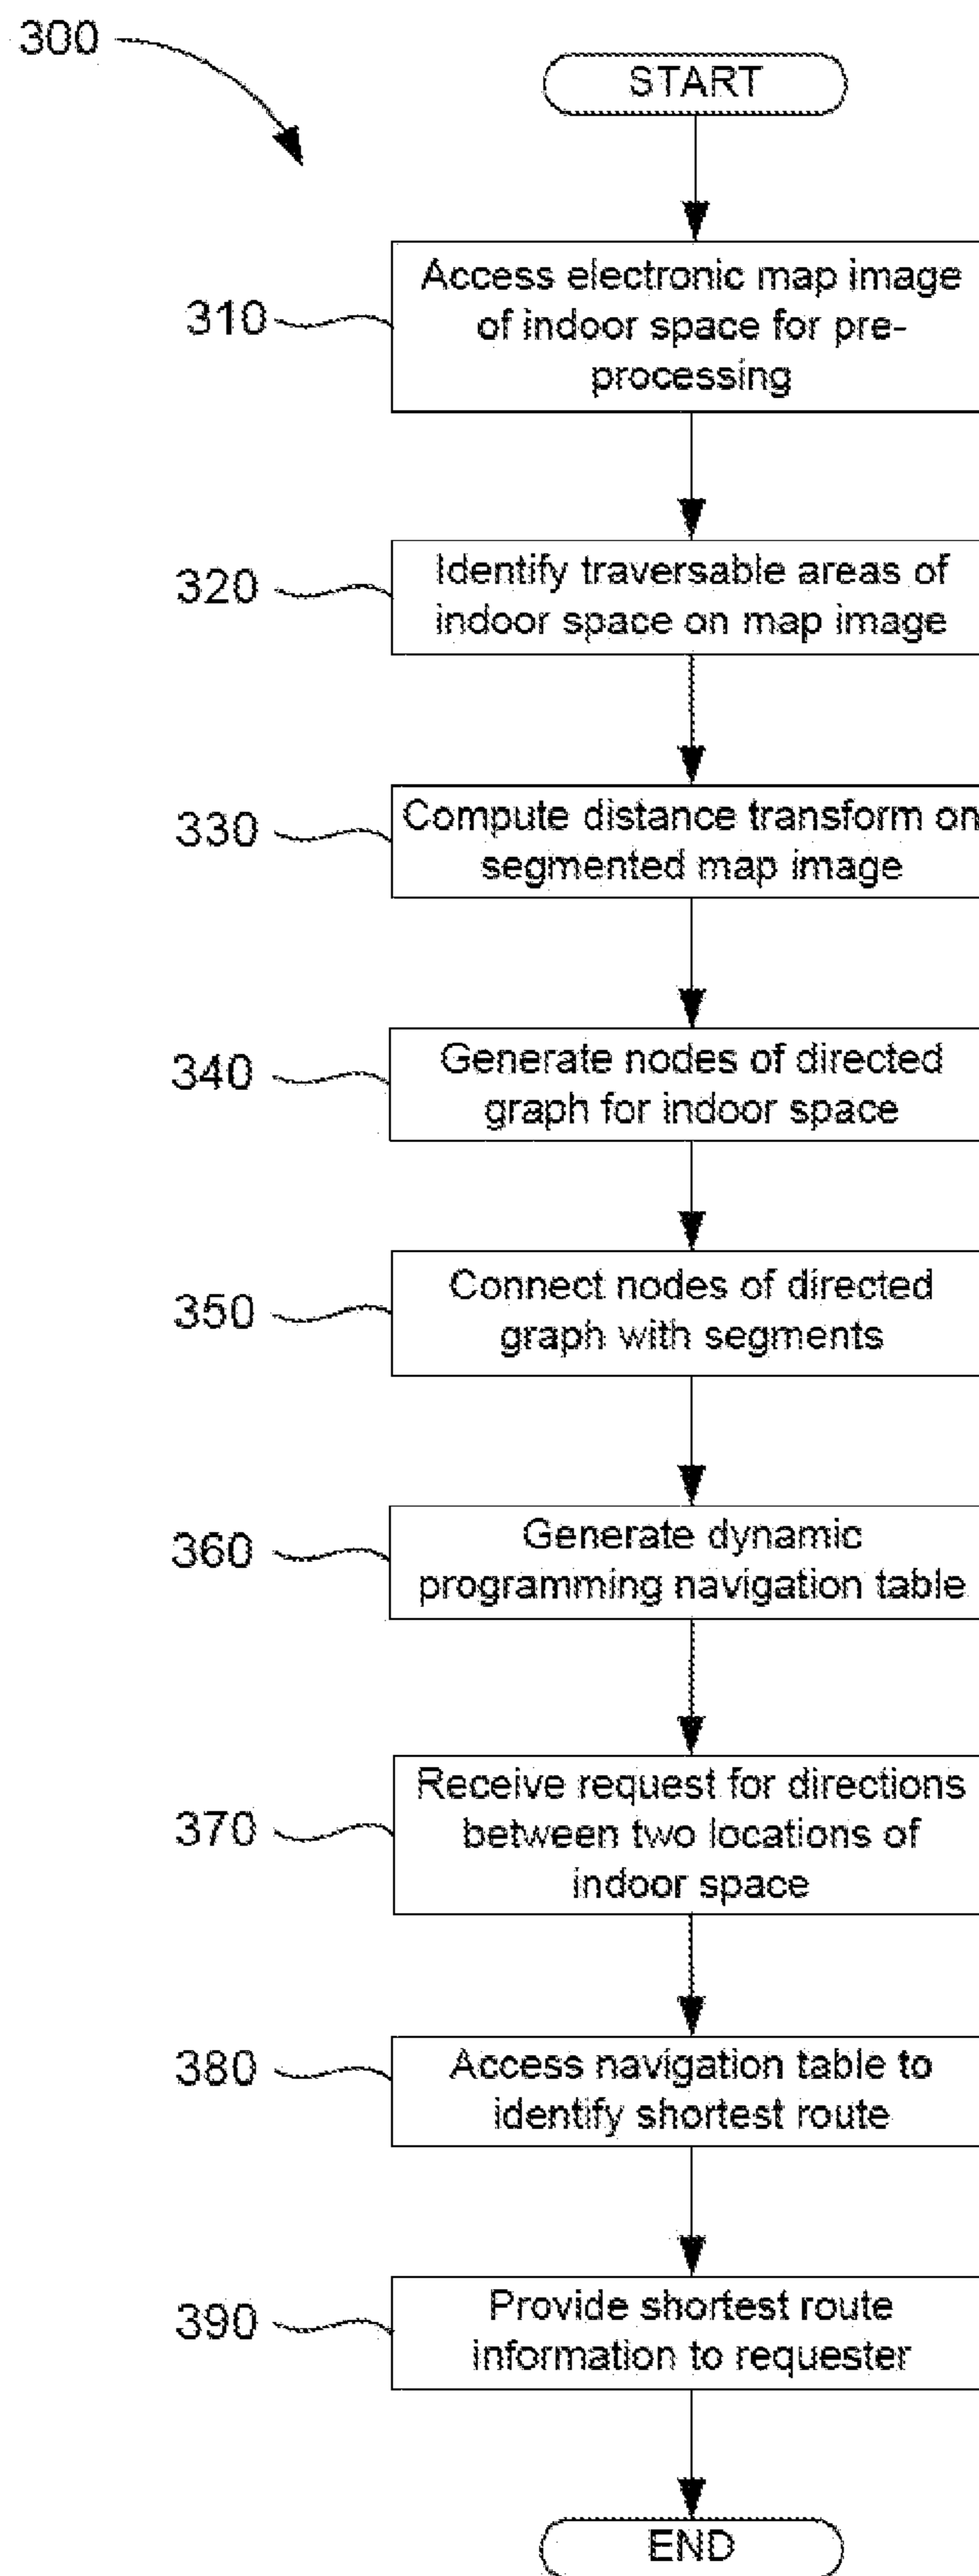 300
START
310
Access electronic map image
of indoor space for pre-
processing
320
Identify traversable areas of
indoor space on map image
330
Compute distance transform on
segmented map image
340
Generate nodes of directed
graph for indoor space
350
Connect nodes of directed
graph with segments
360
Generate dynamic
programming navigation table
370
Receive request for directions
between two locations of
indoor space
380
Access navigation table to
identify shortest route
390
Provide shortest route
information to requester
END